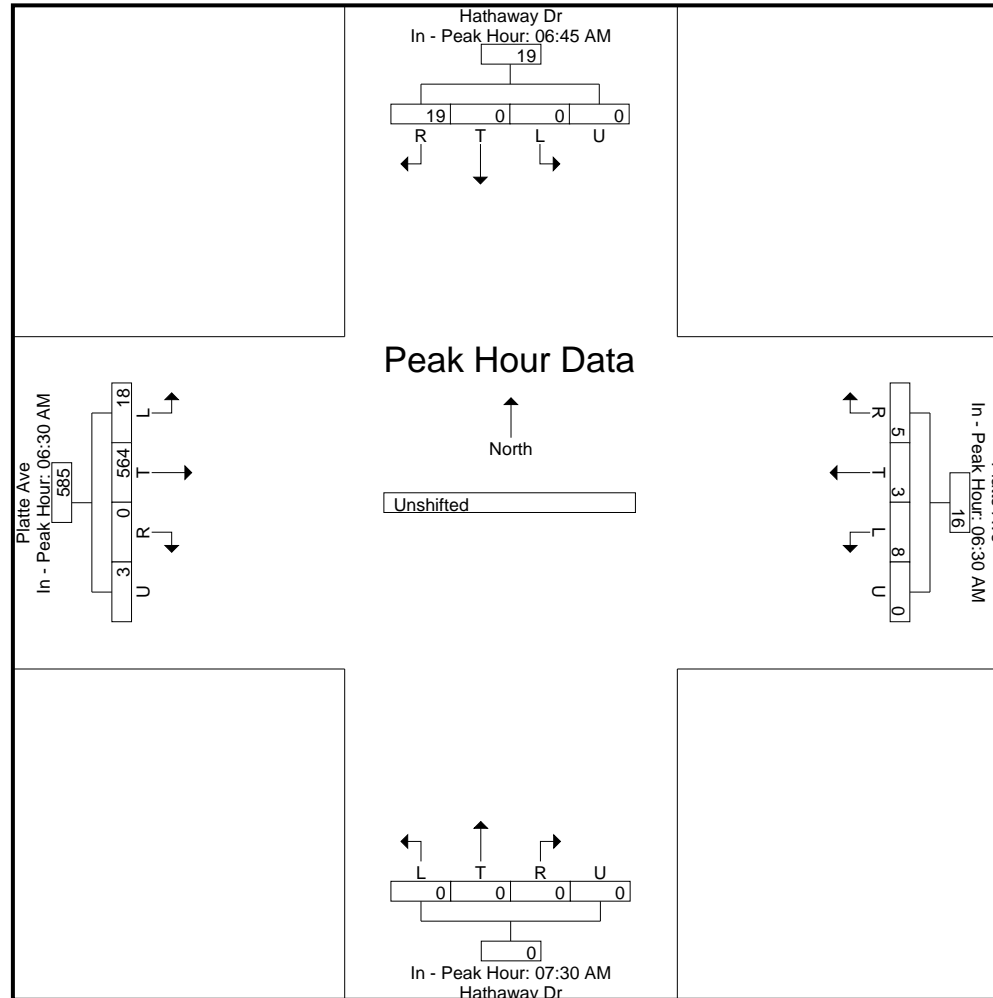 Hathaway Dr
In - Peak Hour: 06:45 AM
19
19 0 0 0
R T L U
Peak Hour Data
North
Unshifted
Platte Ave
In - Peak Hour: 06:30 AM
585
18 564 0 3
L T R U
In - Peak Hour: 06:30 AM
16
5 3 8 0
R T L U
L T R U
0 0 0 0
0
In - Peak Hour: 07:30 AM
Hathaway Dr